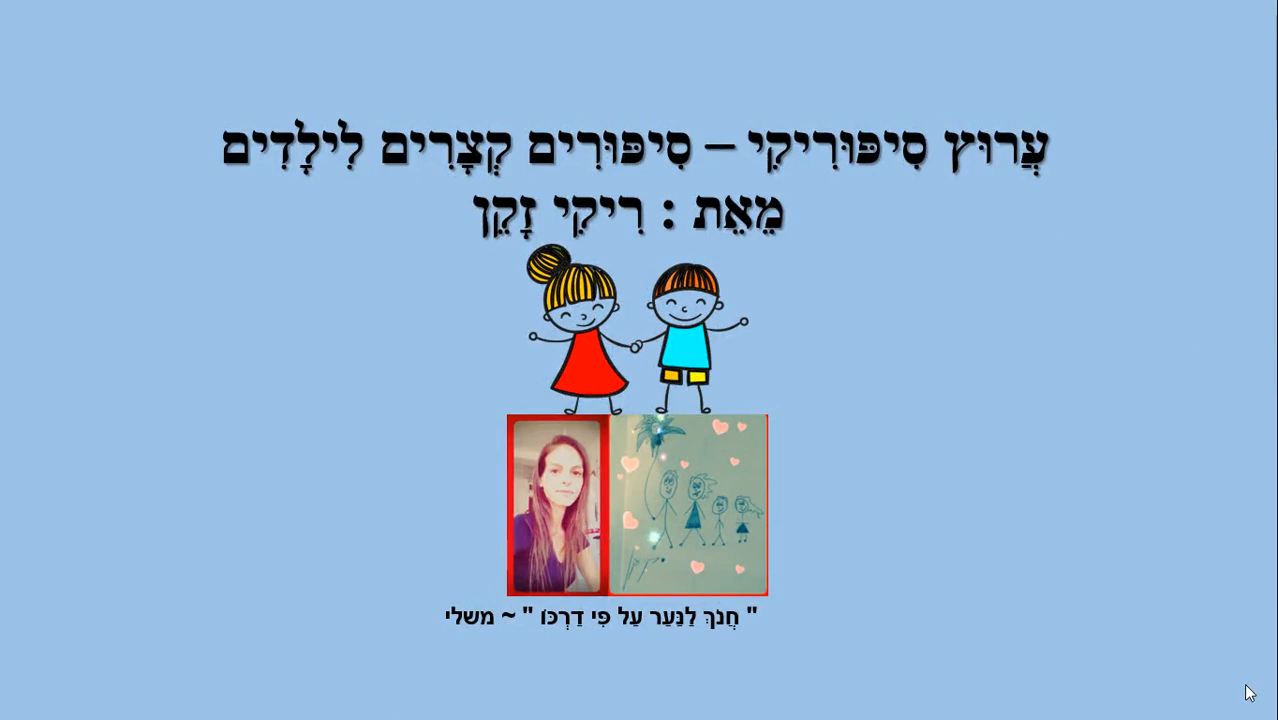 עֲרוּץ סִיפּוּרִיקִי – סִיפּוּרִים קְצָרִים לִילָדִים
מֵאֵת : רִיקִי זָקֵן
" חֲנֹךְ לַנַּעַר עַל פִּי דַרְכּוֹ " ~ משלי